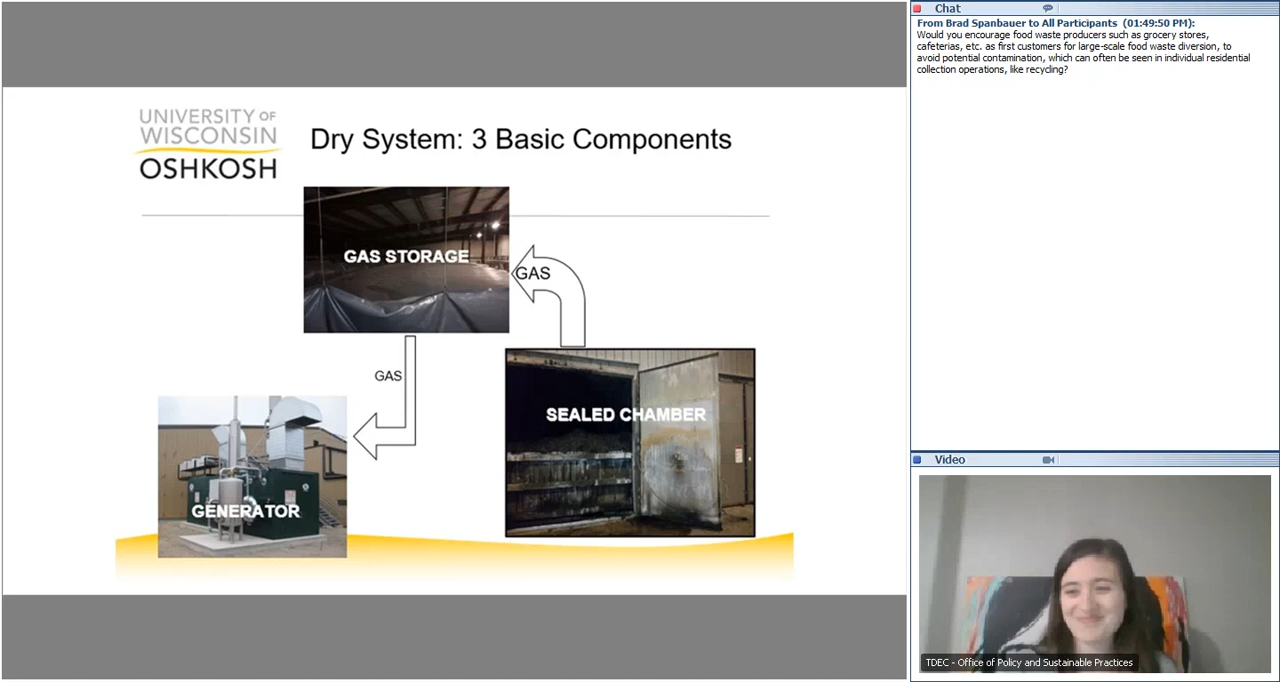 UNIVERSITY OF
WISCONSIN
OSHKOSH
Dry System: 3 Basic Components
GAS STORAGE
GAS
GAS
SEALED CHAMBER
GENERATOR
Chat
From Brad Spanbauer to All Participants (01:49:50 PM):
Would you encourage food waste producers such as grocery stores,
cafeterias, etc. as first customers for large-scale food waste diversion, to
avoid potential contamination, which can often be seen in individual residential
collection operations, like recycling?
Video
TDEC - Office of Policy and Sustainable Practices